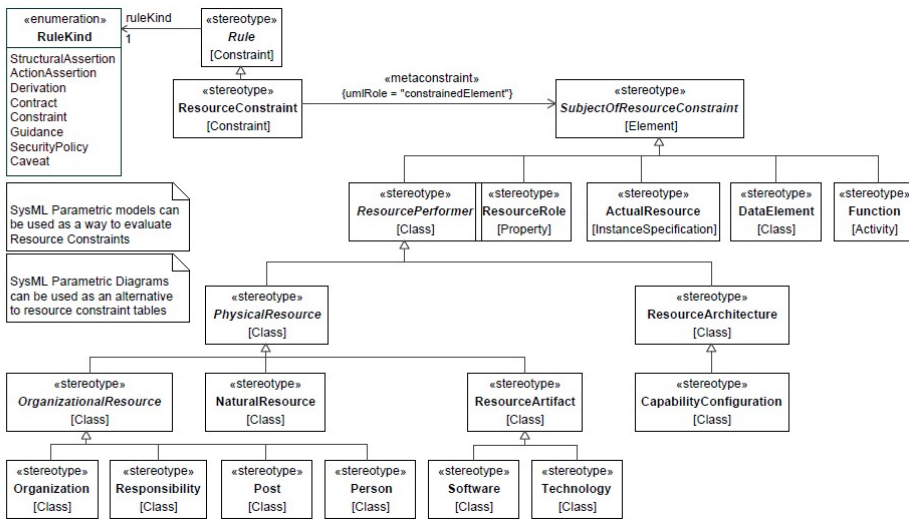 «enumeration»
RuleKind
StructuralAssertion
ActionAssertion
Derivation
Contract
Constraint
Guidance
SecurityPolicy
Caveat
ruleKind
1
«stereotype»
Rule
[Constraint]
«stereotype»
ResourceConstraint
[Constraint]
«metaconstraint»
{umlRole = "constrainedElement"}
«stereotype»
SubjectOfResourceConstraint
[Element]
SysML Parametric models can
be used as a way to evaluate
Resource Constraints
SysML Parametric Diagrams
can be used as an alternative
to resource constraint tables
«stereotype»
ResourcePerformer
[Class]
«stereotype»
ResourceRole
[Property]
«stereotype»
ActualResource
[InstanceSpecification]
«stereotype»
DataElement
[Class]
«stereotype»
Function
[Activity]
«stereotype»
PhysicalResource
[Class]
«stereotype»
ResourceArchitecture
[Class]
«stereotype»
OrganizationalResource
[Class]
«stereotype»
NaturalResource
[Class]
«stereotype»
ResourceArtifact
[Class]
«stereotype»
CapabilityConfiguration
[Class]
«stereotype»
Organization
[Class]
«stereotype»
Responsibility
[Class]
«stereotype»
Post
[Class]
«stereotype»
Person
[Class]
«stereotype»
Software
[Class]
«stereotype»
Technology
[Class]